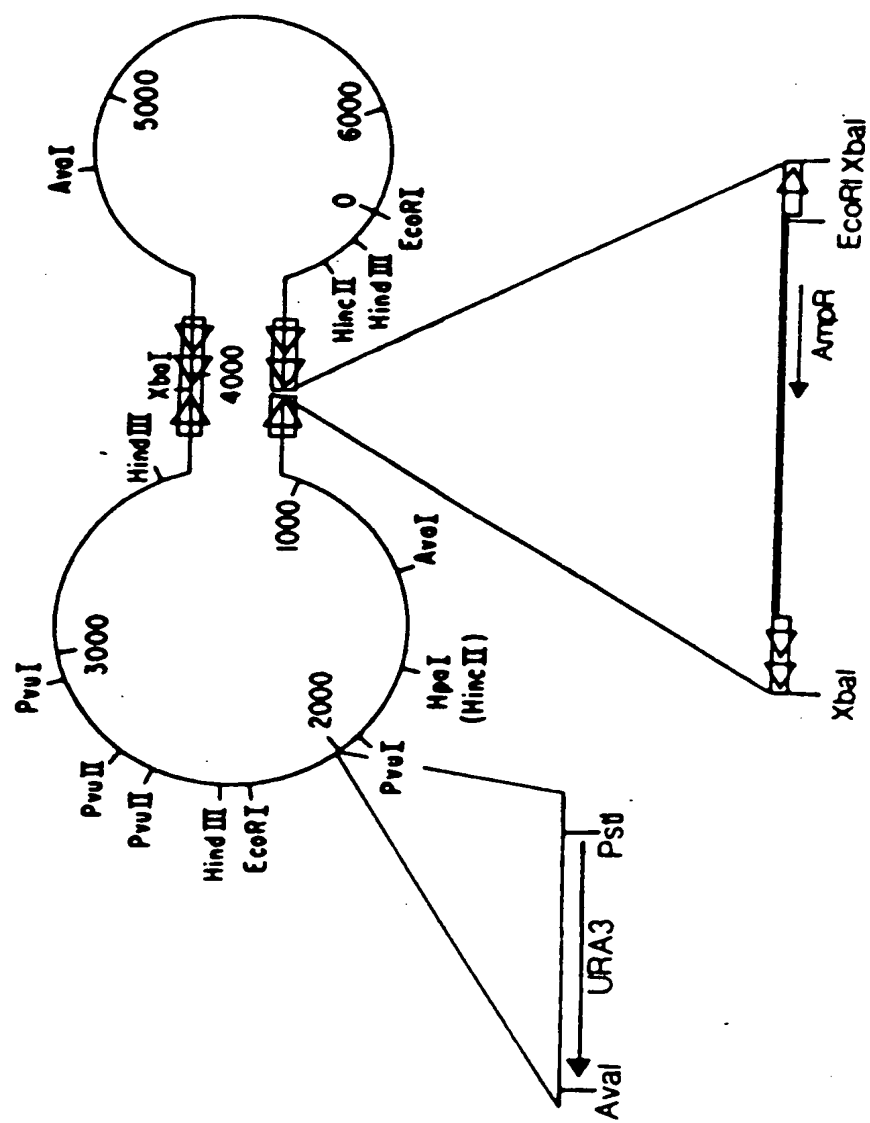 5000
AvaI
6000
0
EcoRI
HindIII
HincII
XbaI
4000
HindIII
1000
AvaI
HpaI
(HincII)
2000
PvuI
3000
PvuI
PvuII
PvuII
HindIII
EcoRI
PstI
URA3
AvaI
EcoRI XbaI
AmpR
XbaI